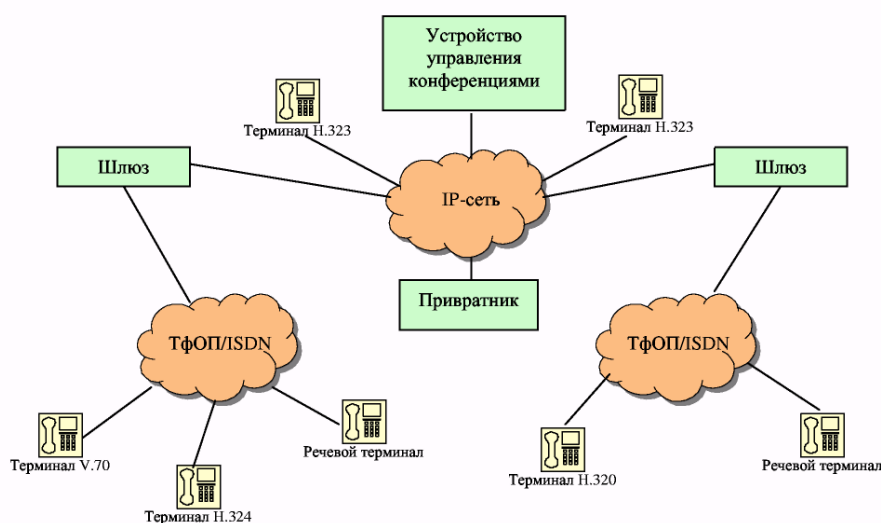 Устройство
управления
конференциями
Терминал H.323
Терминал H.323
Шлюз
Шлюз
IP-сеть
Привратник
ТфОП/ISDN
ТфОП/ISDN
Терминал V.70
Речевой терминал
Терминал H.324
Терминал H.320
Речевой терминал